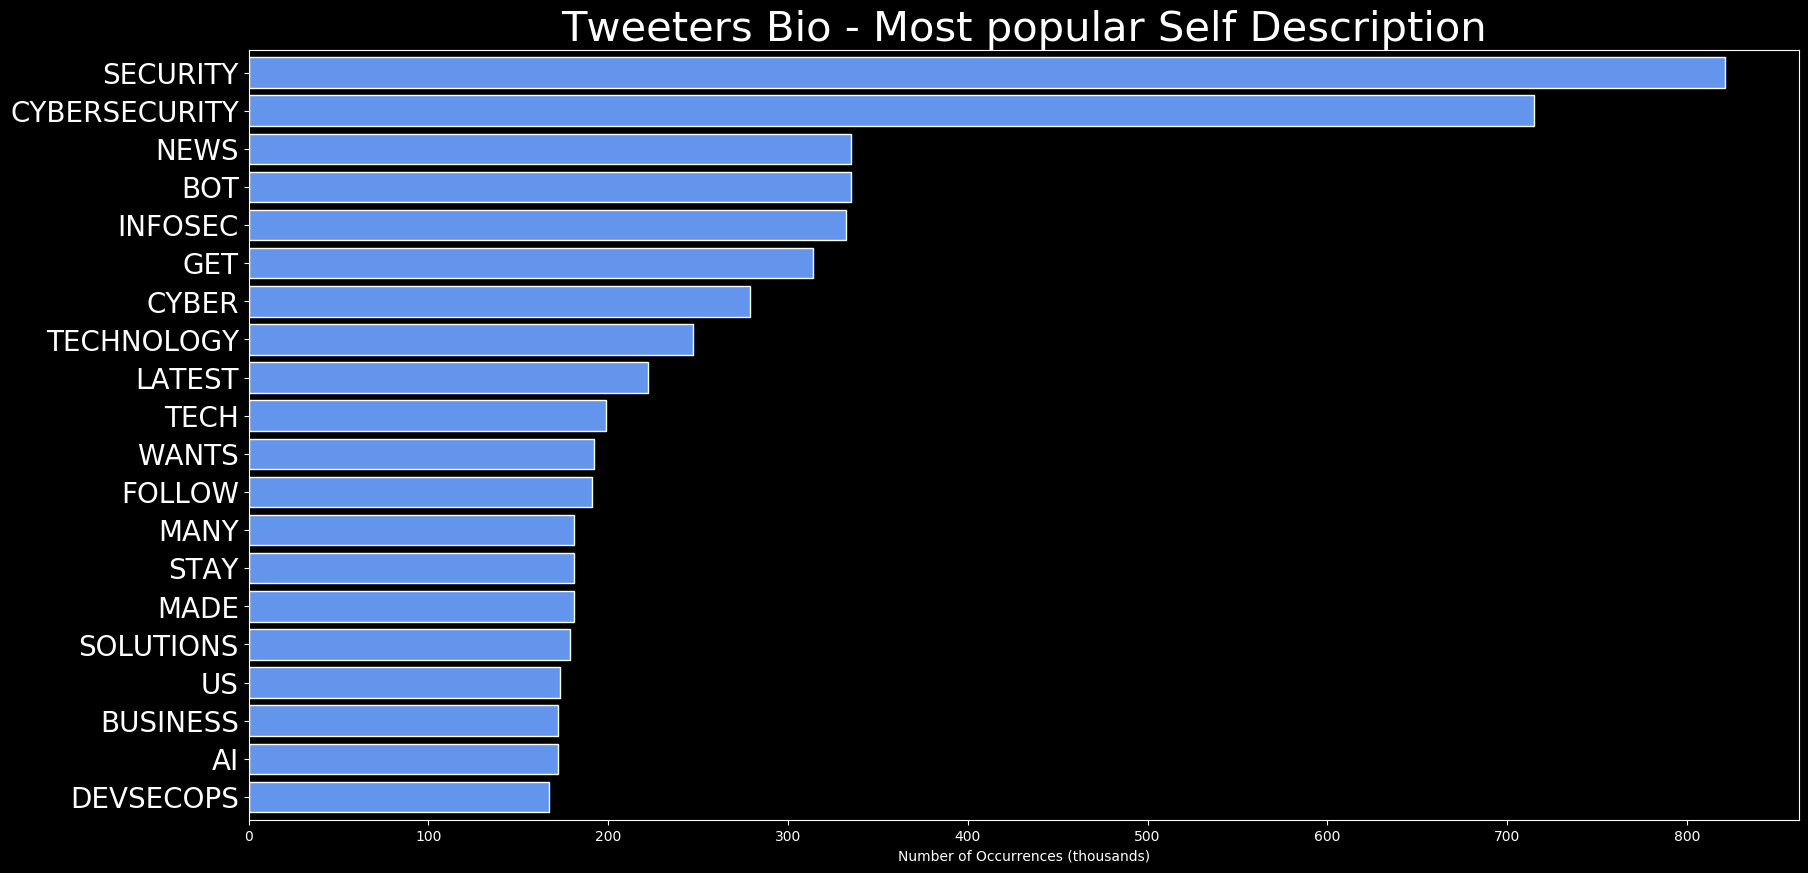 Tweeters Bio - Most popular Self Description
SECURITY
CYBERSECURITY
NEWS
BOT
INFOSEC
GET
CYBER
TECHNOLOGY
LATEST
TECH
WANTS
FOLLOW
MANY
STAY
MADE
SOLUTIONS
US
BUSINESS
AI
DEVSECOPS
0 100 200 300 400 500 600 700 800
Number of Occurrences (thousands)